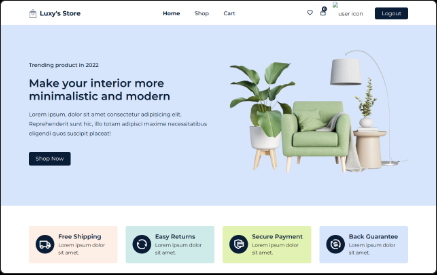 Luxy's Store
Home Shop Cart
user icon
Logout
Trending product in 2022
Make your interior more
minimalistic and modern
Lorem ipsum, dolor sit amet consectetur adipisicing elit.
Reprehenderit sunt hic, illo totam adipisci maxime necessitatibus
eligendi quos suscipit placeat!
Shop Now
Free Shipping
Lorem ipsum dolor
sit amet.
Easy Returns
Lorem ipsum dolor
sit amet.
Secure Payment
Lorem ipsum dolor
sit amet.
Back Guarantee
Lorem ipsum dolor
sit amet.